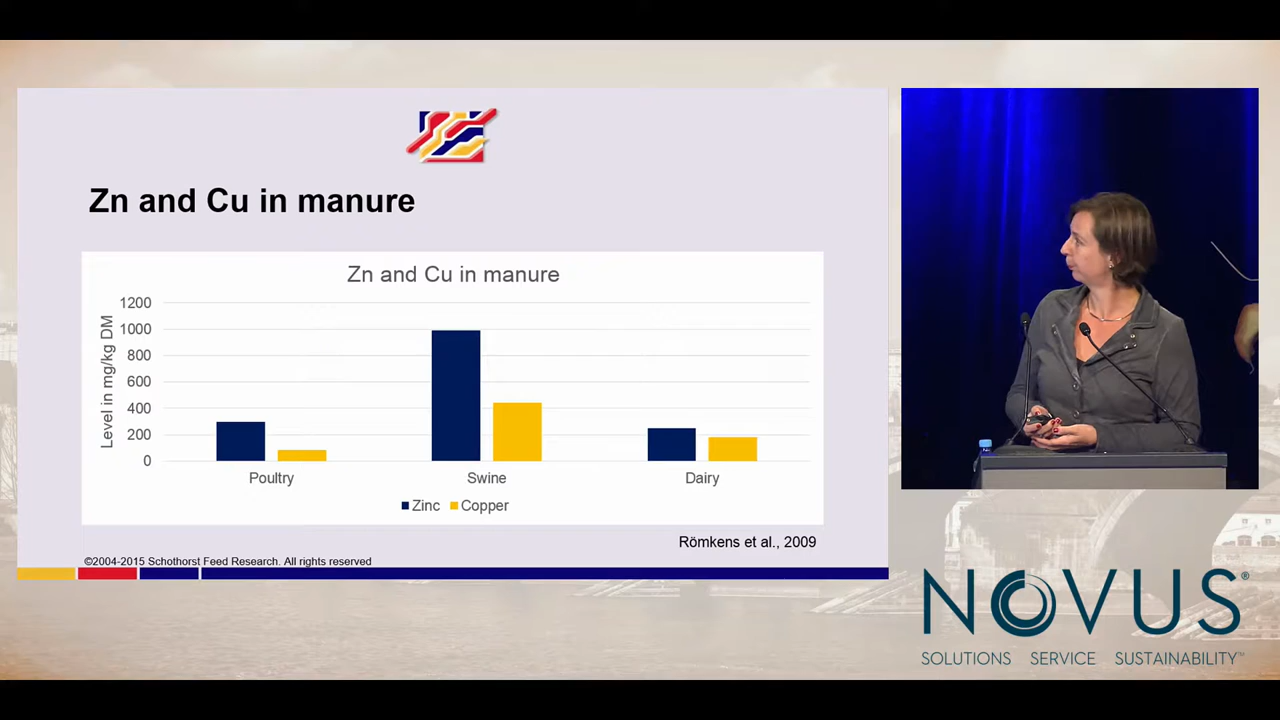 Zn and Cu in manure
Zn and Cu in manure
1200
1000
800
600
400
200
0
Level in mg/kg DM
Poultry
Swine
Dairy
Zinc
Copper
Römkens et al., 2009
©2004-2015 Schothorst Feed Research. All rights reserved
NOVUS®
SOLUTIONS SERVICE SUSTAINABILITY™